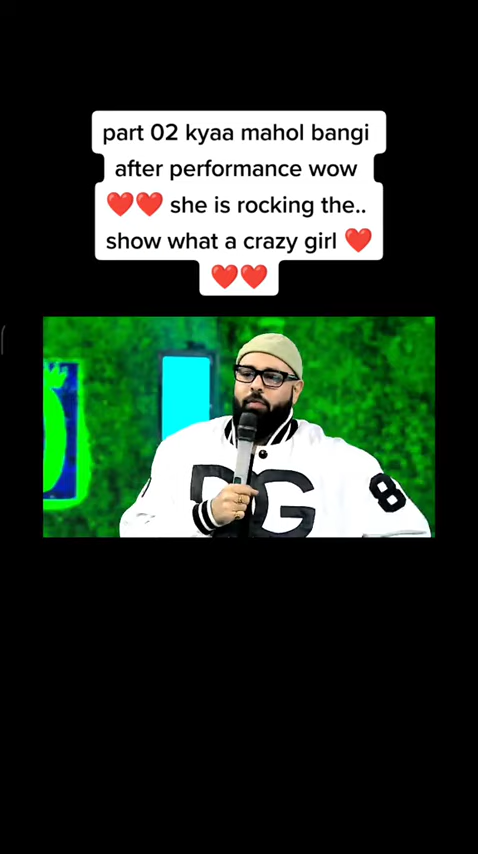 part 02 kyaa mahol bangi
after performance wow
❤️❤️ she is rocking the..
show what a crazy girl ❤️
❤️❤️
DG
8